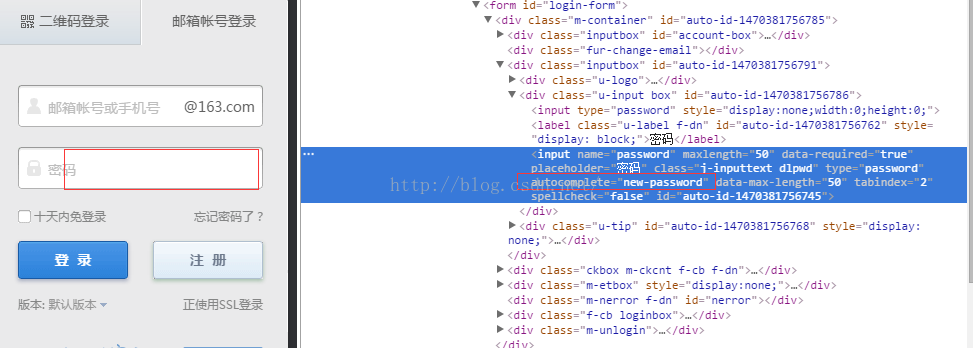 二维码登录
邮箱帐号登录
邮箱帐号或手机号
@163.com
密码
十天内免登录
忘记密码了？
登 录
注 册
版本: 默认版本
正使用SSL登录
<form id="login-form">
<div class="m-container" id="auto-id-1470381756785">
<div class="inputbox" id="account-box">…</div>
<div class="fur-change-email"></div>
<div class="inputbox" id="auto-id-1470381756791">
<div class="u-logo">…</div>
<div class="u-input box" id="auto-id-1470381756786">
<input type="password" style="display:none;width:0;height:0;">
<label class="u-label f-dn" id="auto-id-1470381756762" style=
"display: block;">密码</label>
<input name="password" maxlength="50" data-required="true"
placeholder="密码" class="j-inputtext dlpwd" type="password"
autocomplete="new-password" data-max-length="50" tabindex="2"
spellcheck="false" id="auto-id-1470381756745">
</div>
<div class="u-tip" id="auto-id-1470381756768" style="display:
none;">…</div>
</div>
<div class="ckbox m-ckcnt f-cb f-dn">…</div>
<div class="m-etbox" style="display:none;">…</div>
<div class="m-nerror f-dn" id="nerror"></div>
<div class="f-cb loginbox">…</div>
<div class="m-unlogin">…</div>
</div>
http://blog.csdn.net/